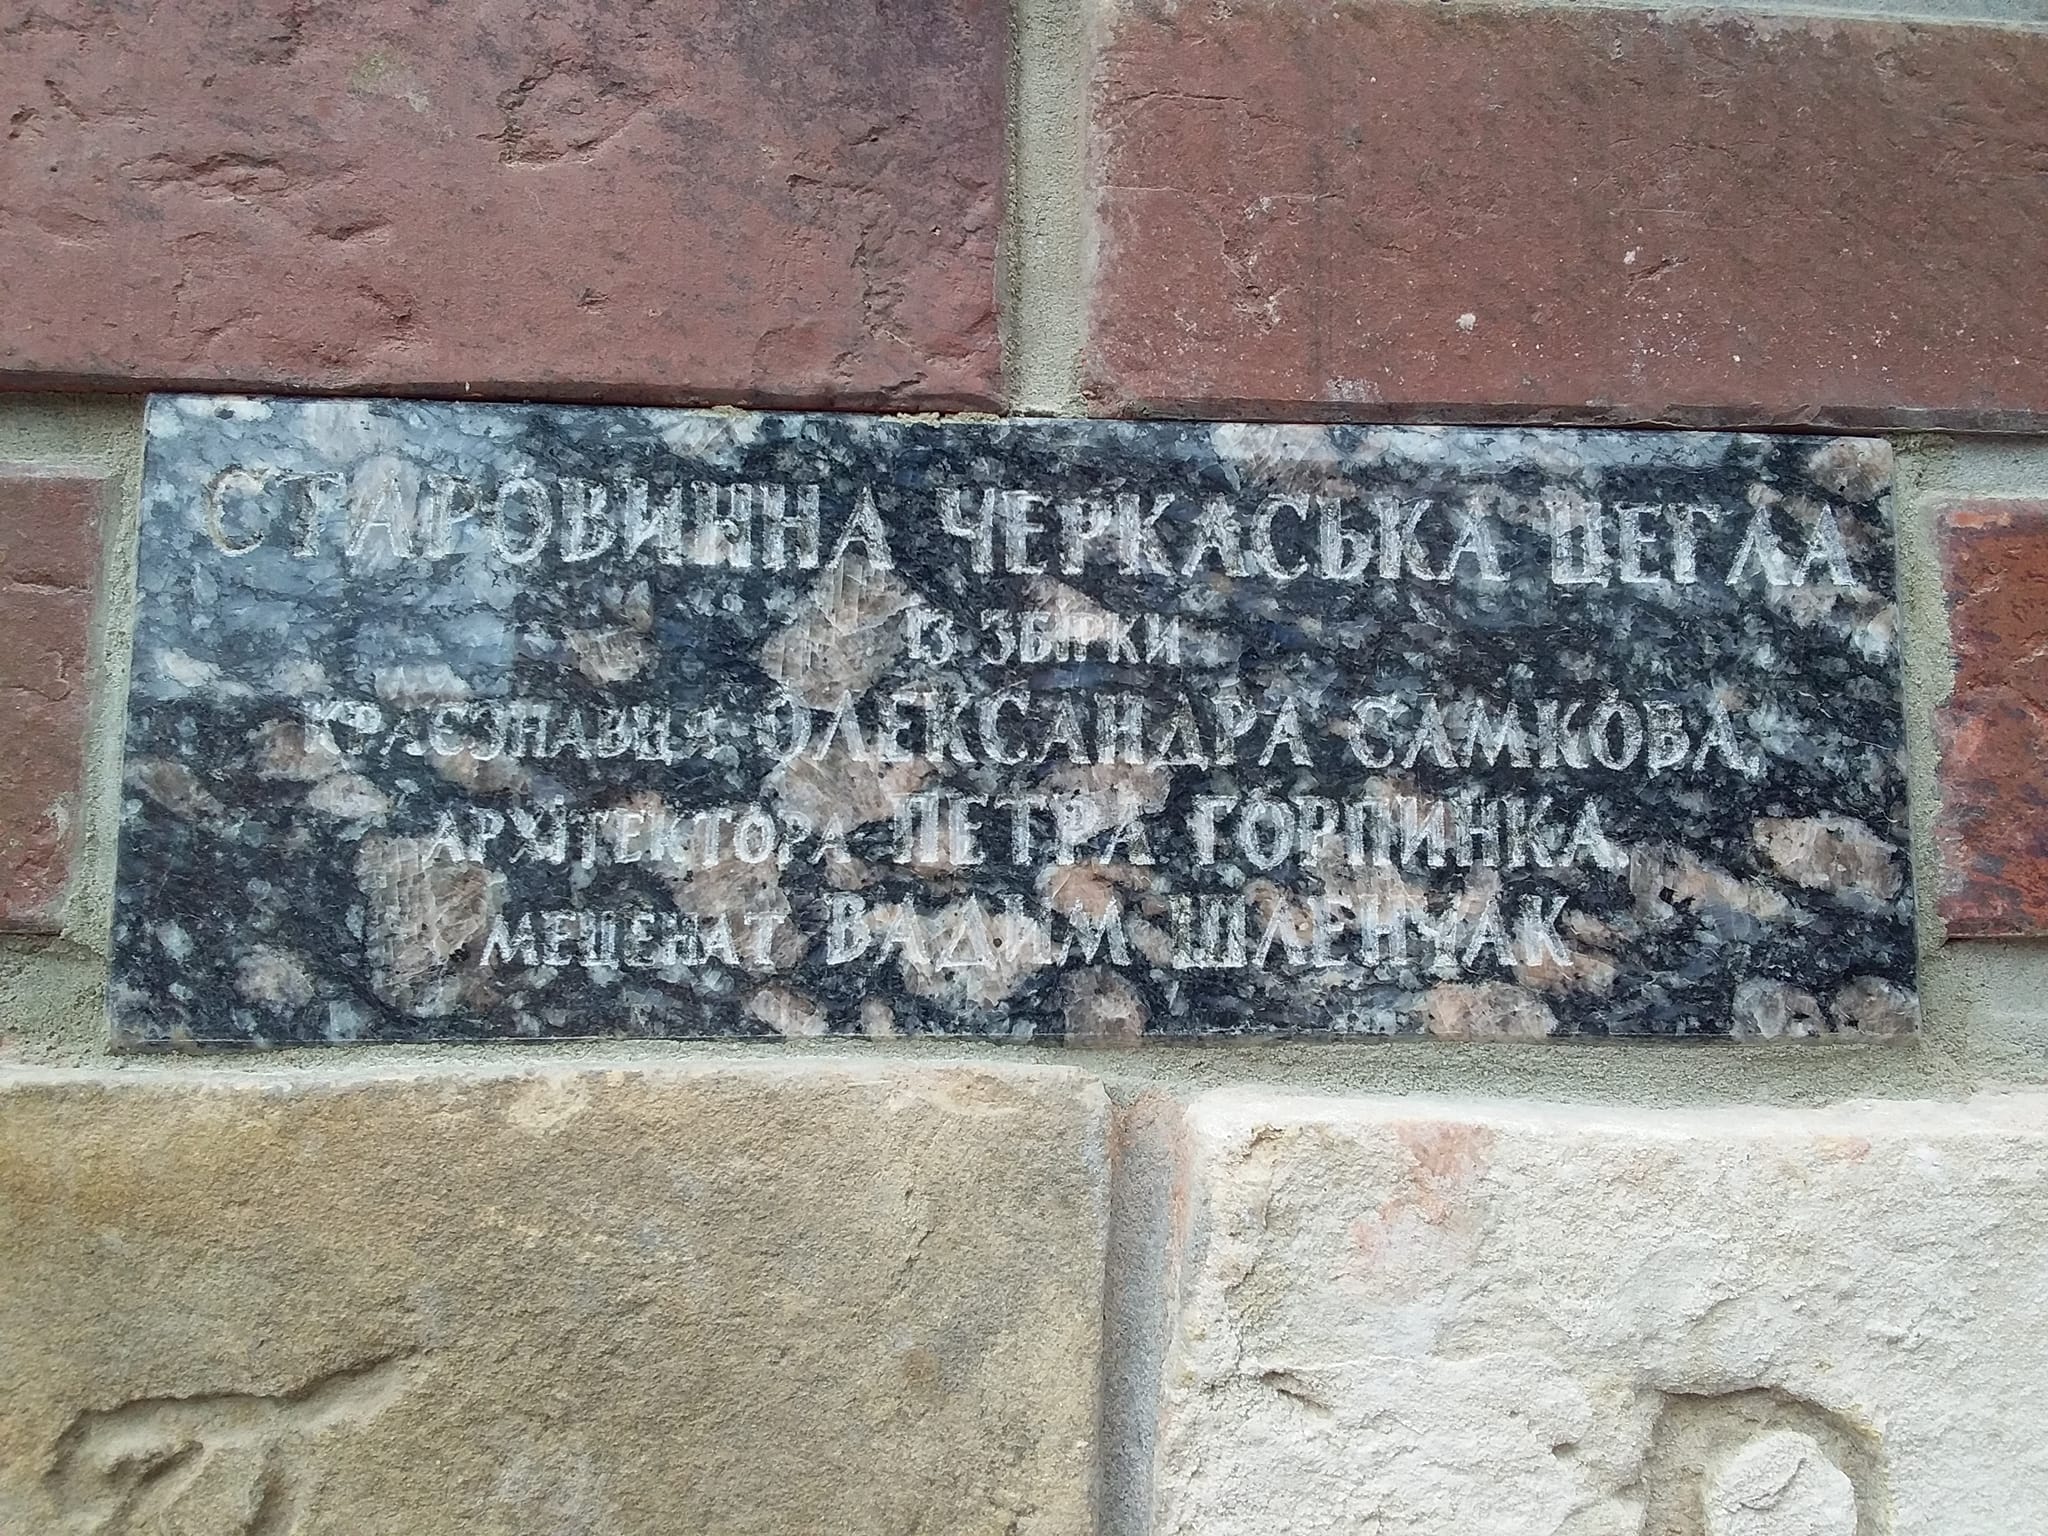 СТАРОВИННА ЧЕРКАСЬКА ЦЕГЛА
ІЗ ЗБІРКИ
КРАЄЗНАВЦЯ ОЛЕКСАНДРА САМКОВА,
АРХІТЕКТОРА ПЕТРА ГОРПИНКА.
МЕЦЕНАТ ВАДИМ ШЛЕНЧАК